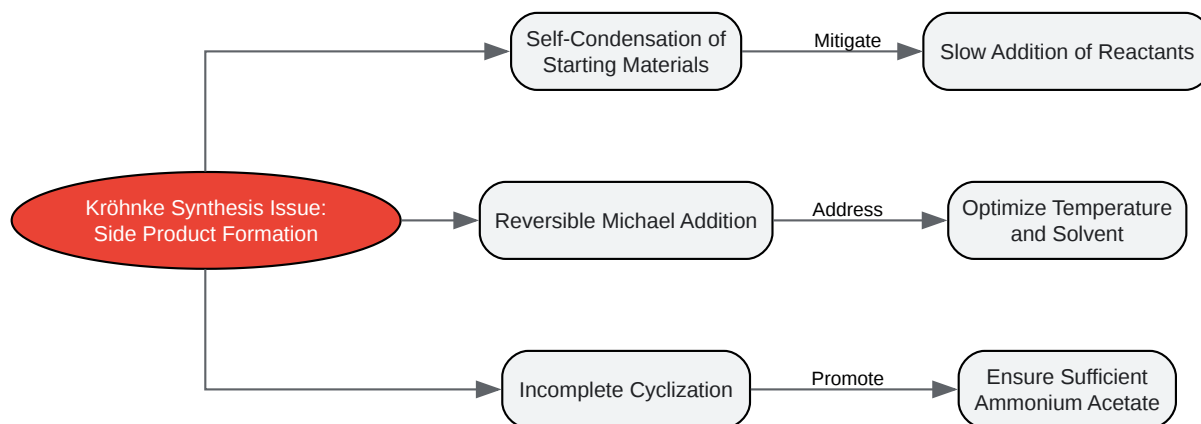 Self-Condensation of
Starting Materials
Mitigate
Slow Addition of Reactants
Kröhnke Synthesis Issue:
Side Product Formation
Reversible Michael Addition
Address
Optimize Temperature
and Solvent
Incomplete Cyclization
Promote
Ensure Sufficient
Ammonium Acetate